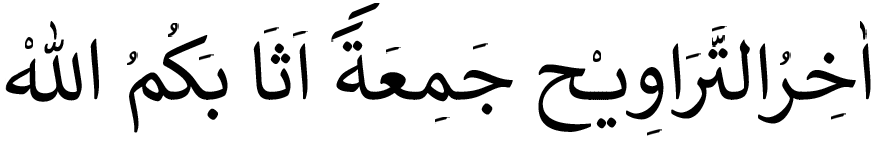 اٰخِرُالتَّرَاوِيْح جَمِعَةً اَثَا بَكُمُ اللّٰهْ